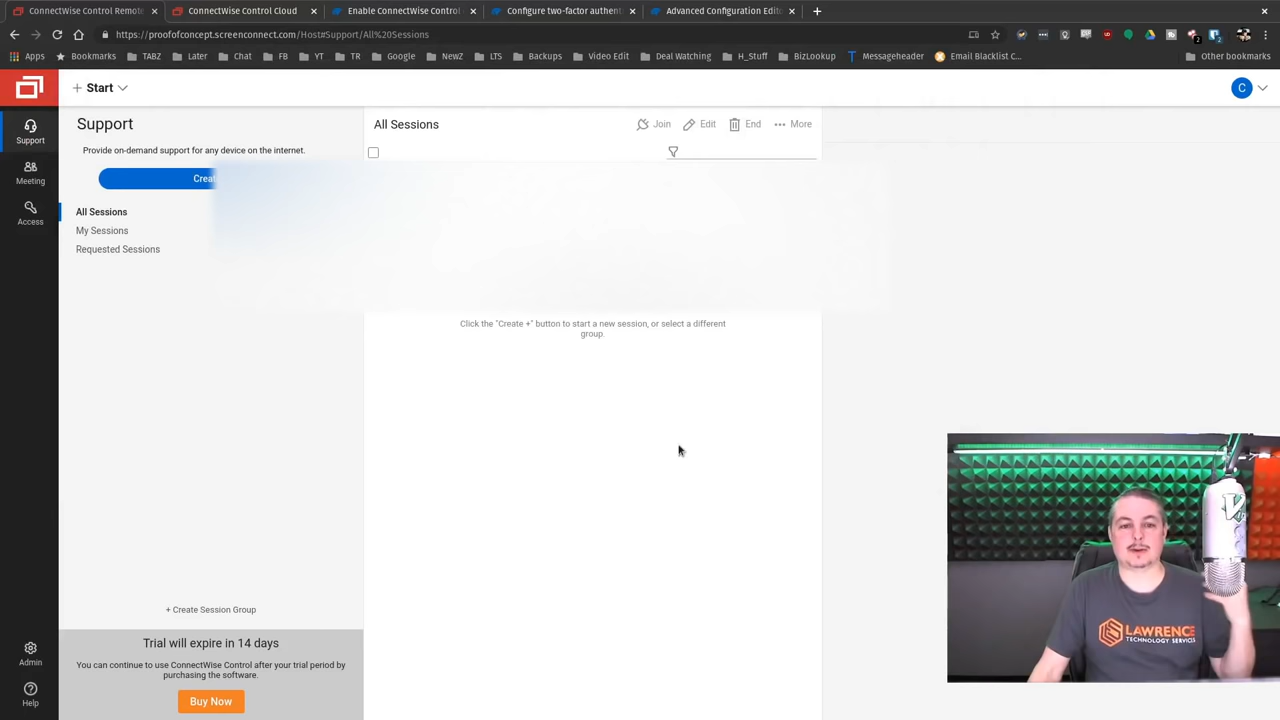 ConnectWise Control Remote
ConnectWise Control Cloud
Enable ConnectWise Control
Configure two-factor authent
Advanced Configuration Edit
https://proofofconcept.screenconnect.com/Host#Support/All%20Sessions
Apps
Bookmarks
TABZ
Later
Chat
FB
YT
TR
Google
NewZ
LTS
Backups
Video Edit
Deal Watching
H_Stuff
BizLookup
Messageheader
Email Blacklist C...
Other bookmarks
+ Start
C
Support
Meeting
Access
Admin
Help
Support
Provide on-demand support for any device on the internet.
Creat
All Sessions
My Sessions
Requested Sessions
+ Create Session Group
Trial will expire in 14 days
You can continue to use ConnectWise Control after your trial period by
purchasing the software.
Buy Now
All Sessions
Join
Edit
End
More
Click the "Create +" button to start a new session, or select a different
group.
LAWRENCE
TECHNOLOGY SERVICES